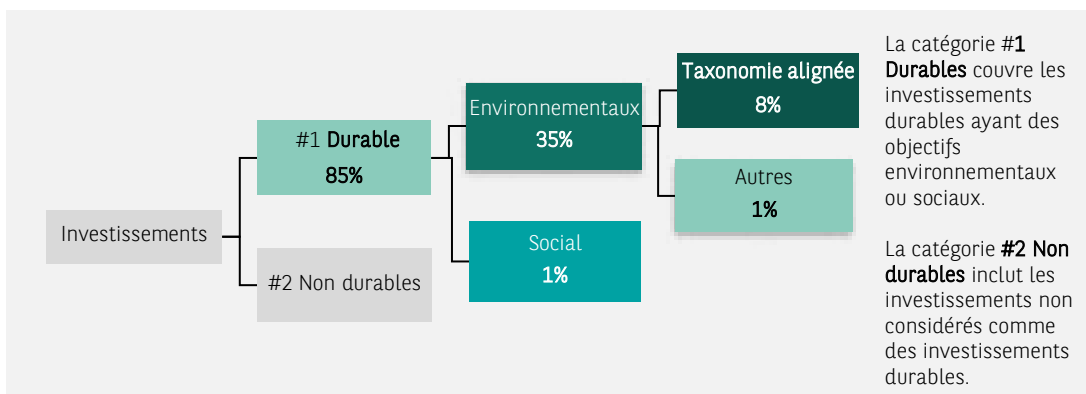 Investissements
#1 Durable
85%
#2 Non durables
Environnementaux
35%
Social
1%
Taxonomie alignée
8%
Autres
1%
La catégorie #1
Durables couvre les
investissements
durables ayant des
objectifs
environnementaux
ou sociaux.
La catégorie #2 Non
durables inclut les
investissements non
considérés comme
des investissements
durables.